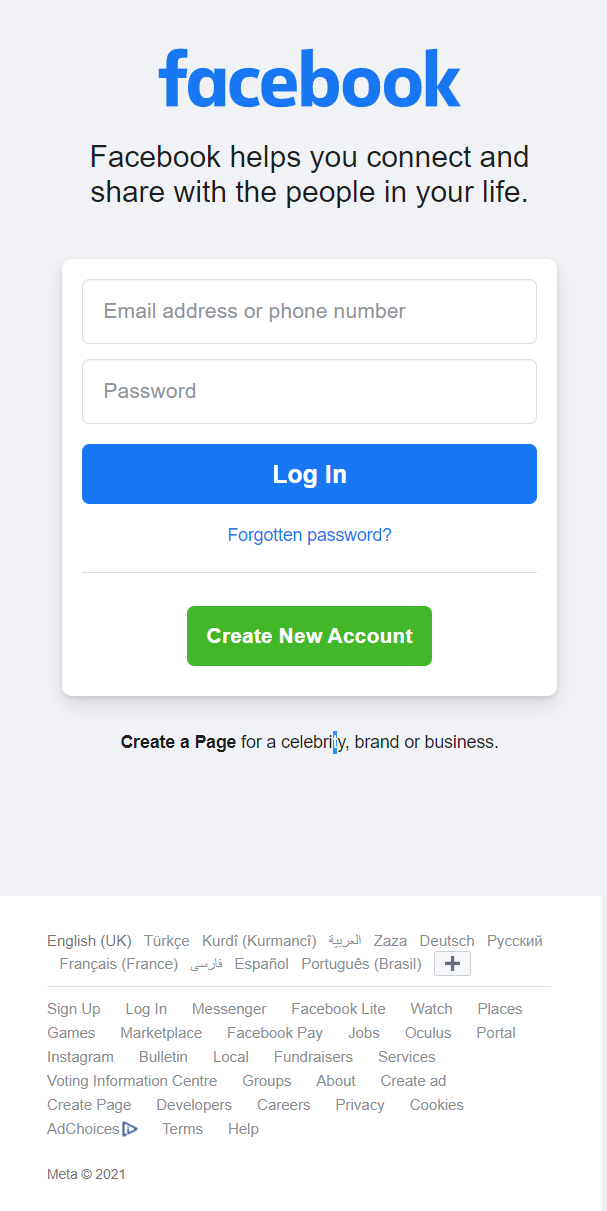 facebook
Facebook helps you connect and
share with the people in your life.
Email address or phone number
Password
Log In
Forgotten password?
Create New Account
Create a Page for a celebrity, brand or business.
English (UK) Türkçe Kurdî (Kurmancî) العربية Zaza Deutsch Русский
Français (France) فارسی Español Português (Brasil)
Sign Up Log In Messenger Facebook Lite Watch Places
Games Marketplace Facebook Pay Jobs Oculus Portal
Instagram Bulletin Local Fundraisers Services
Voting Information Centre Groups About Create ad
Create Page Developers Careers Privacy Cookies
AdChoices Terms Help
Meta © 2021